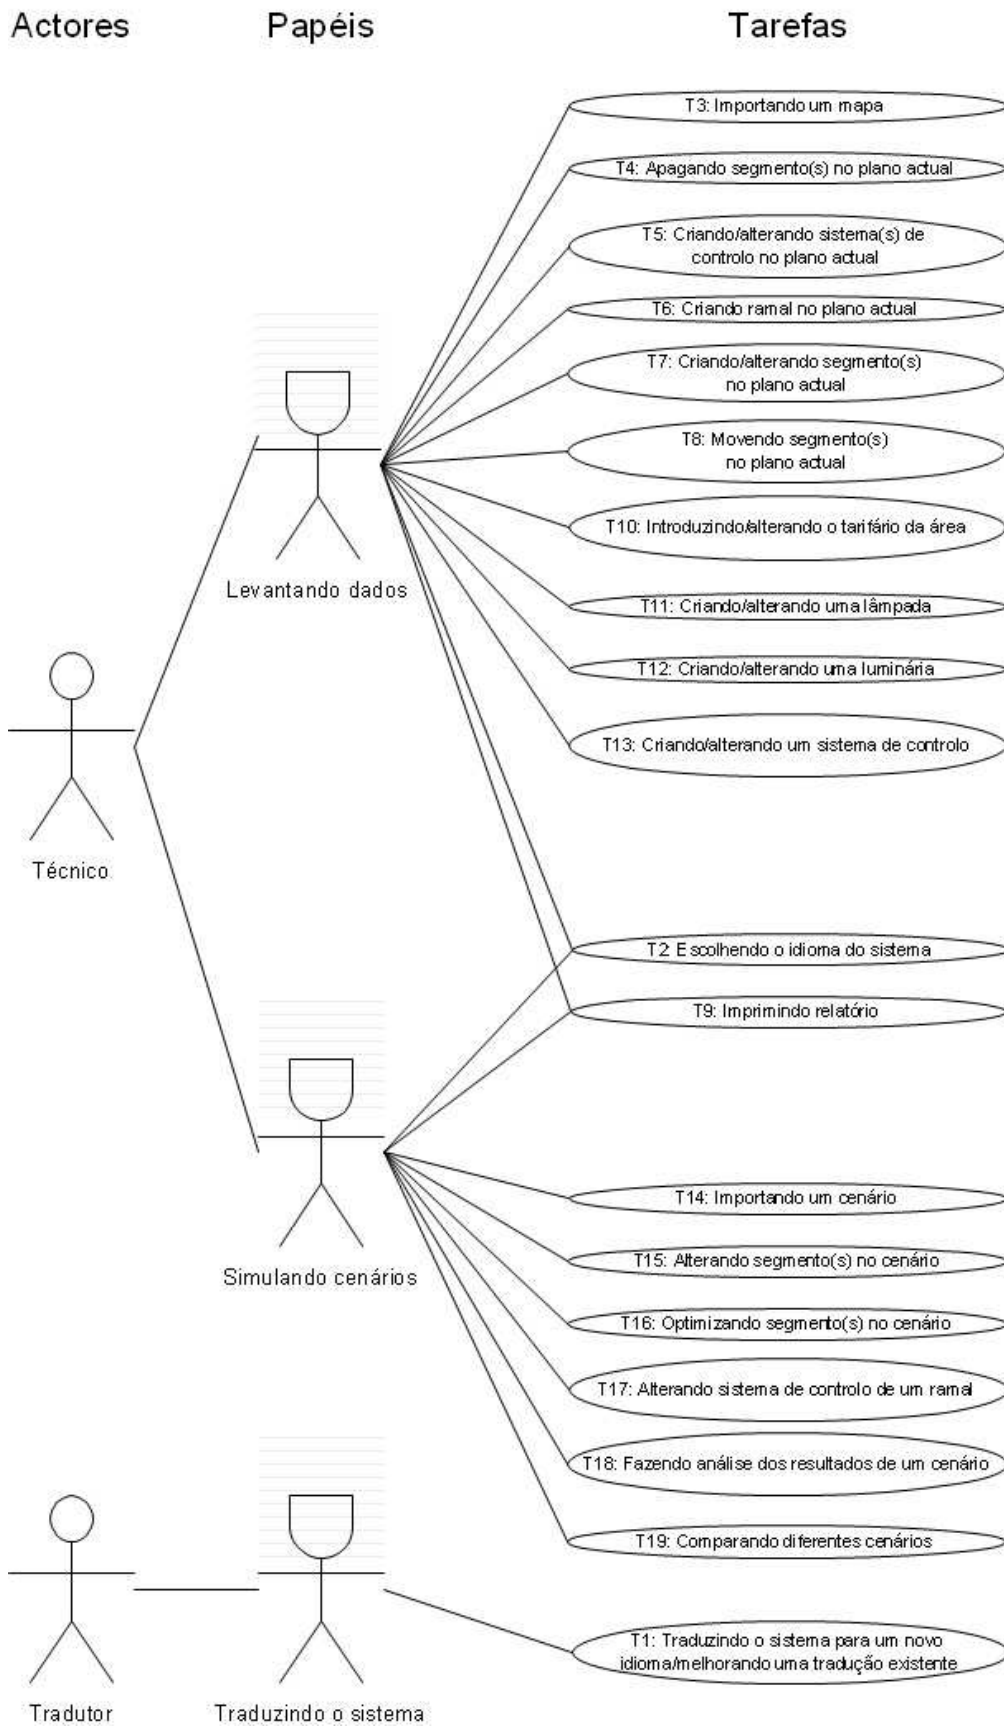 Actores Papéis Tarefas
T3: Importando um mapa
T4: Apagando segmento(s) no plano actual
T5: Criando/alterando sistema(s) de
controlo no plano actual
T6: Criando ramal no plano actual
T7: Criando/alterando segmento(s)
no plano actual
T8: Movendo segmento(s)
no plano actual
T10: Introduzindo/alterando o tarifário da área
Levantando dados
T11: Criando/alterando uma lâmpada
T12: Criando/alterando uma luminária
T13: Criando/alterando um sistema de controlo
Técnico
T2 Escolhendo o idioma do sistema
T9: Imprimindo relatório
T14: Importando um cenário
T15: Alterando segmento(s) no cenário
Simulando cenários
T16: Optimizando segmento(s) no cenário
T17: Alterando sistema de controlo de um ramal
T18: Fazendo análise dos resultados de um cenário
T19: Comparando diferentes cenários
T1: Traduzindo o sistema para um novo
idioma/melhorando uma tradução existente
Tradutor Traduzindo o sistema